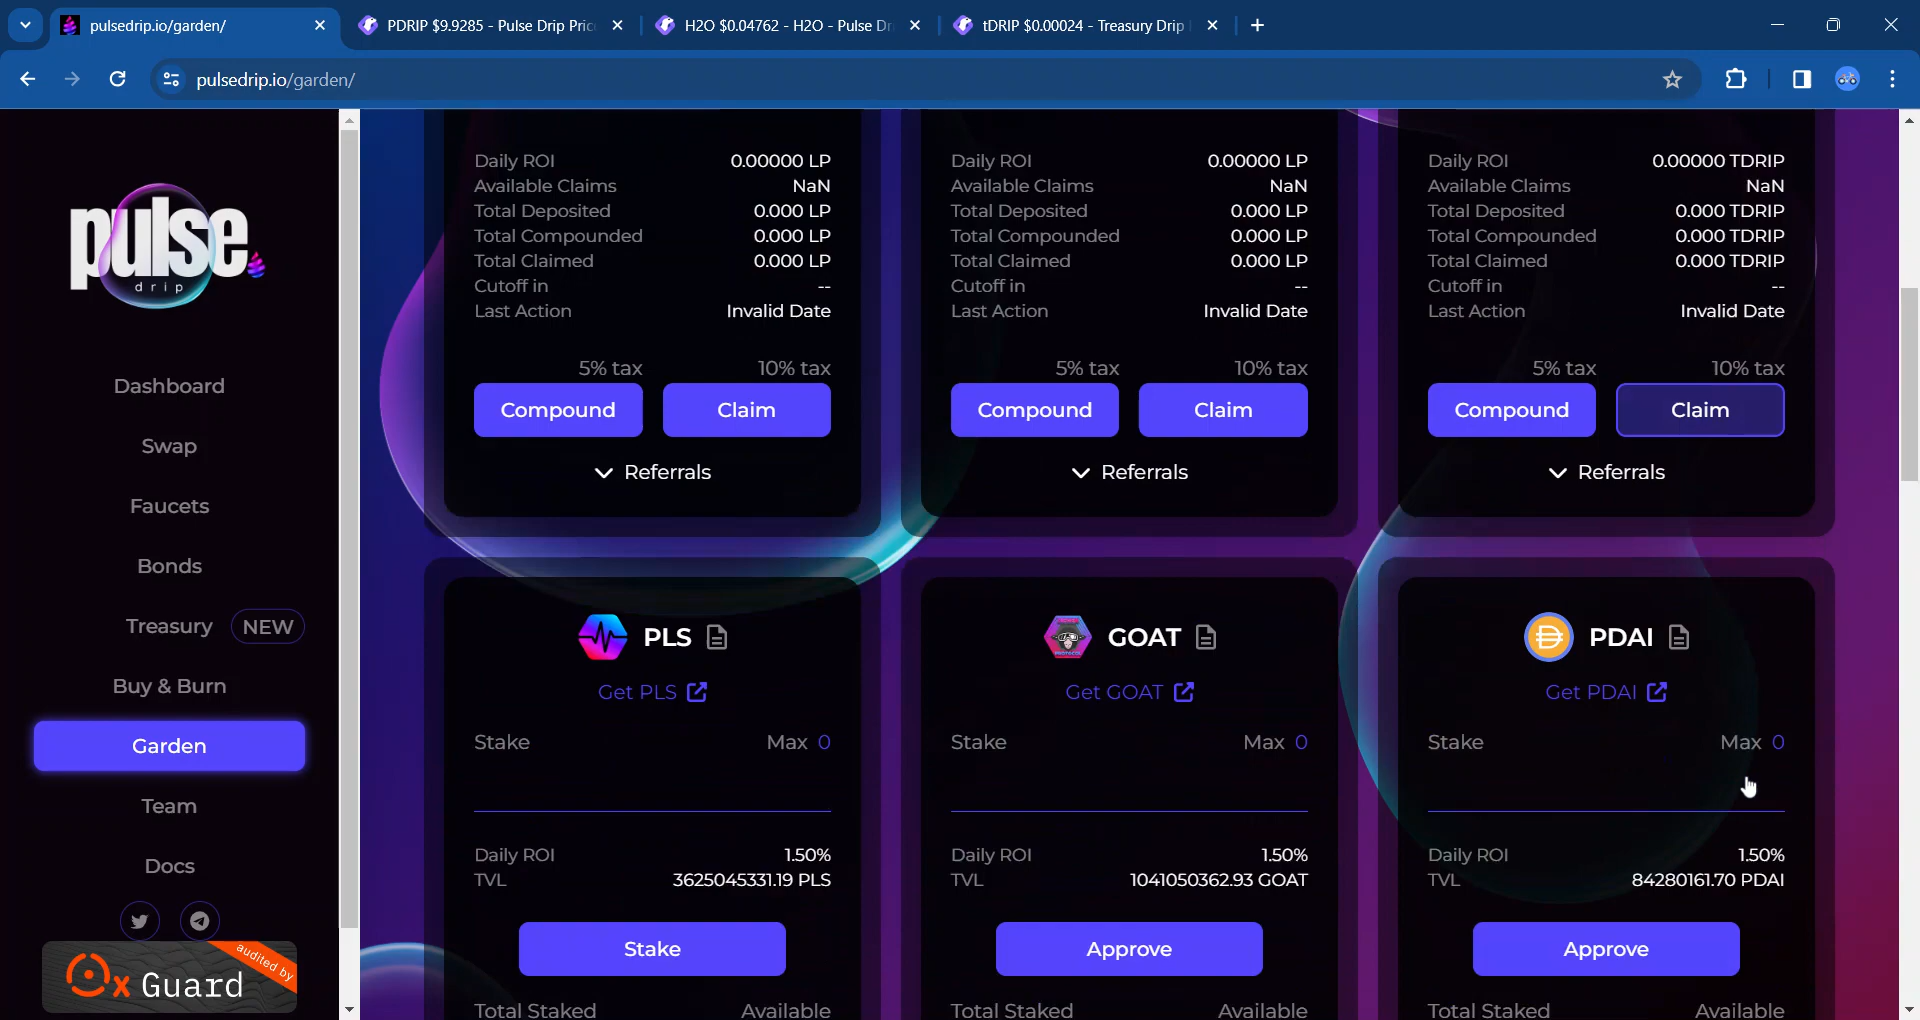 pulsedrip.io/garden/
PDRIP $9.9285 - Pulse Drip Pric
H2O $0.04762 - H2O - Pulse Dr
tDRIP $0.00024 - Treasury Drip
pulsedrip.io/garden/
pulse
drip
Dashboard
Swap
Faucets
Bonds
Treasury NEW
Buy & Burn
Garden
Team
Docs
audited by
x Guard
Daily ROI 0.00000 LP
Available Claims NaN
Total Deposited 0.000 LP
Total Compounded 0.000 LP
Total Claimed 0.000 LP
Cutoff in --
Last Action Invalid Date
5% tax 10% tax
Compound Claim
Referrals
Daily ROI 0.00000 LP
Available Claims NaN
Total Deposited 0.000 LP
Total Compounded 0.000 LP
Total Claimed 0.000 LP
Cutoff in --
Last Action Invalid Date
5% tax 10% tax
Compound Claim
Referrals
Daily ROI 0.00000 TDRIP
Available Claims NaN
Total Deposited 0.000 TDRIP
Total Compounded 0.000 TDRIP
Total Claimed 0.000 TDRIP
Cutoff in --
Last Action Invalid Date
5% tax 10% tax
Compound Claim
Referrals
PLS
Get PLS
Stake Max 0
Daily ROI 1.50%
TVL 3625045331.19 PLS
Stake
Total Staked Available
GOAT
Get GOAT
Stake Max 0
Daily ROI 1.50%
TVL 1041050362.93 GOAT
Approve
Total Staked Available
PDAI
Get PDAI
Stake Max 0
Daily ROI 1.50%
TVL 84280161.70 PDAI
Approve
Total Staked Available